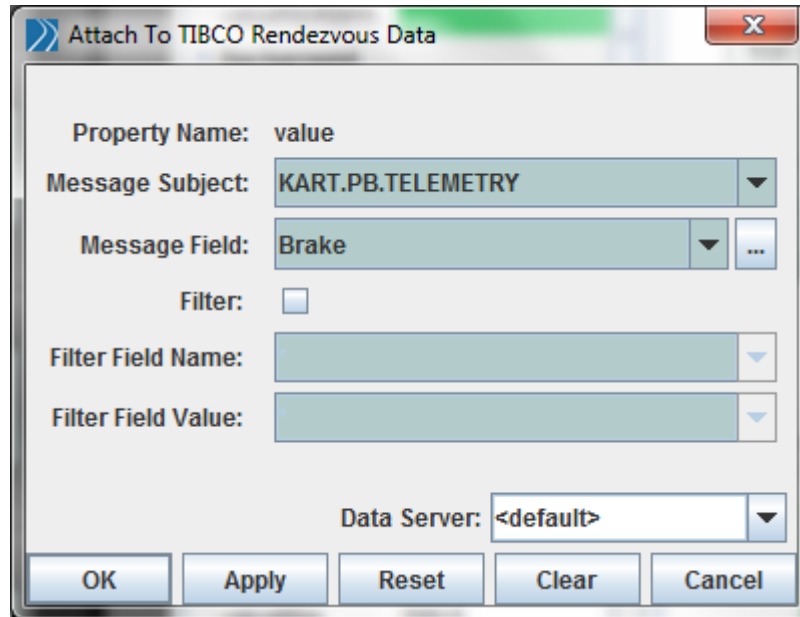 Attach To TIBCO Rendezvous Data
Property Name: value
Message Subject: KART.PB.TELEMETRY
Message Field: Brake ...
Filter:
Filter Field Name:
Filter Field Value:
Data Server: <default>
OK Apply Reset Clear Cancel